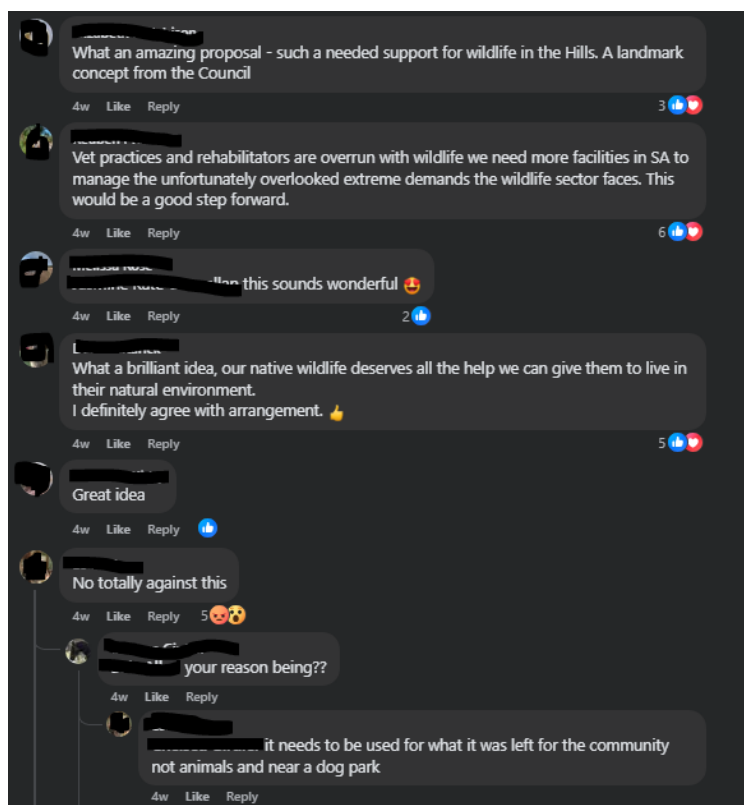 What an amazing proposal - such a needed support for wildlife in the Hills. A landmark
concept from the Council
4w Like Reply 3
Vet practices and rehabilitators are overrun with wildlife we need more facilities in SA to
manage the unfortunately overlooked extreme demands the wildlife sector faces. This
would be a good step forward.
4w Like Reply 6
this sounds wonderful 🤩
4w Like Reply 2
What a brilliant idea, our native wildlife deserves all the help we can give them to live in
their natural environment.
I definitely agree with arrangement. 👍
4w Like Reply 5
Great idea
4w Like Reply
No totally against this
4w Like Reply 5
your reason being??
4w Like Reply
it needs to be used for what it was left for the community
not animals and near a dog park
4w Like Reply